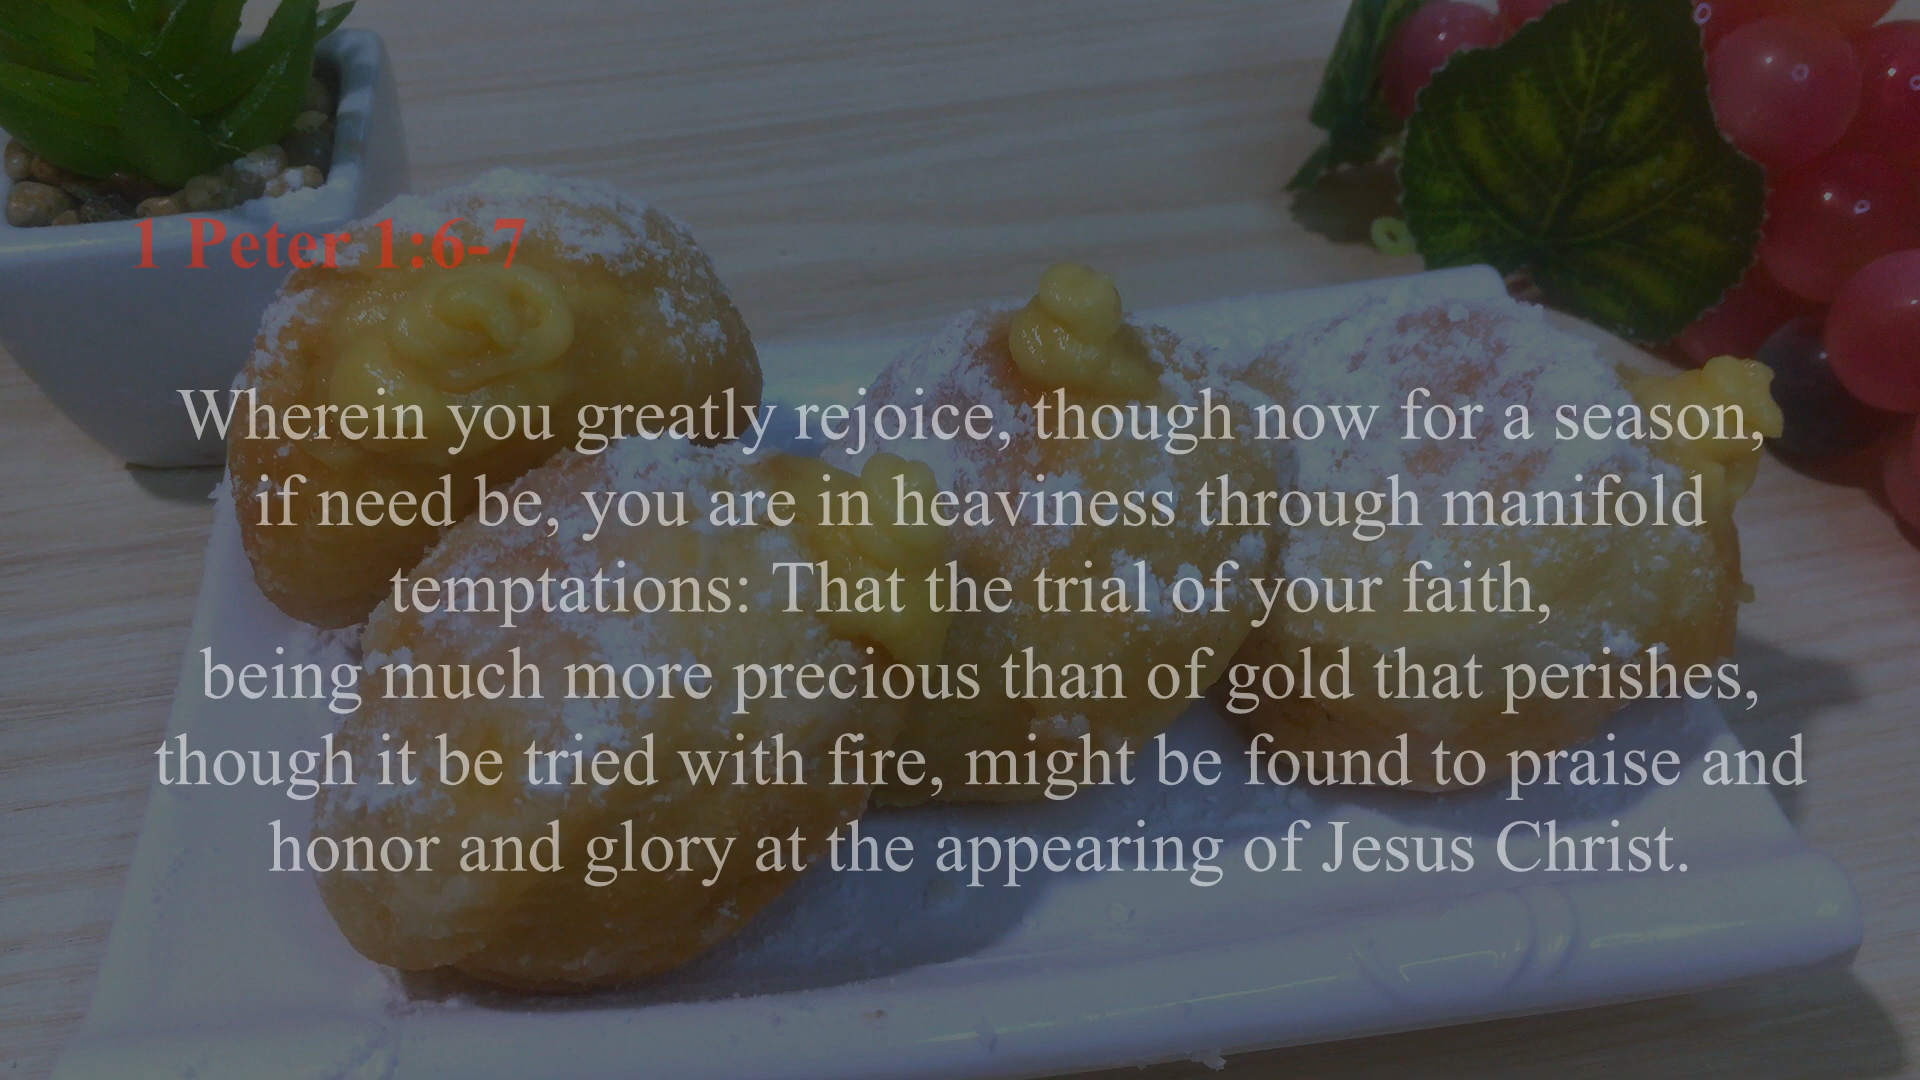 1 Peter 1:6-7
Wherein you greatly rejoice, though now for a season,
if need be, you are in heaviness through manifold
temptations: That the trial of your faith,
being much more precious than of gold that perishes,
though it be tried with fire, might be found to praise and
honor and glory at the appearing of Jesus Christ.